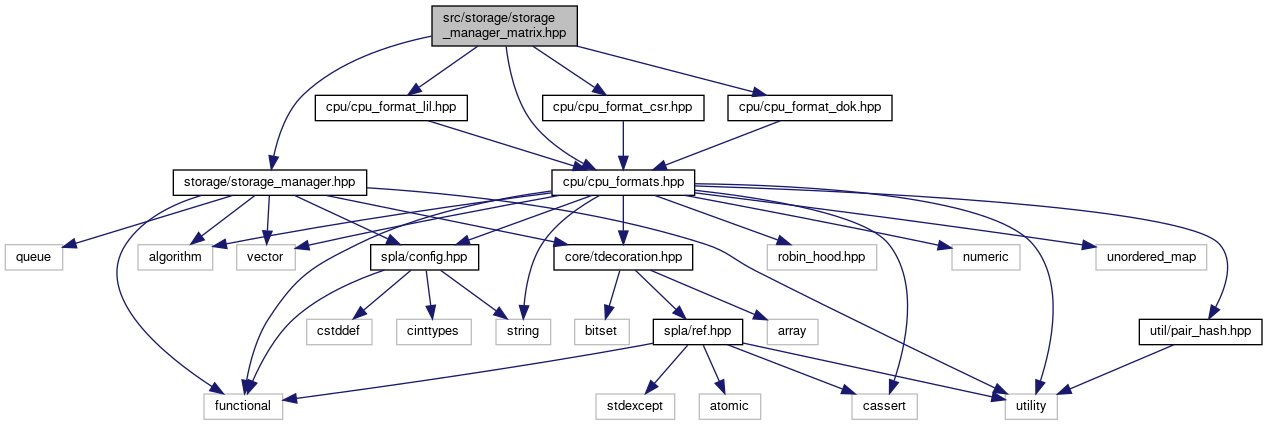 src/storage/storage
_manager_matrix.hpp
cpu/cpu_format_lil.hpp
cpu/cpu_format_csr.hpp
cpu/cpu_format_dok.hpp
storage/storage_manager.hpp
cpu/cpu_formats.hpp
queue
algorithm
vector
spla/config.hpp
core/tdecoration.hpp
robin_hood.hpp
numeric
unordered_map
cstddef
cinttypes
string
bitset
spla/ref.hpp
array
util/pair_hash.hpp
functional
stdexcept
atomic
cassert
utility